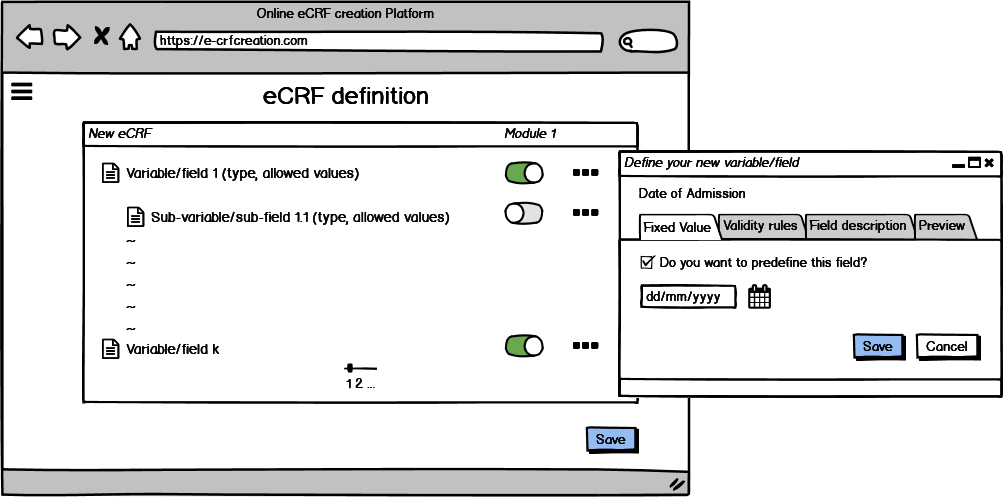 Online eCRF creation Platform
https://e-crfcreation.com
eCRF definition
New eCRF Module 1
Variable/field 1 (type, allowed values)
Sub-variable/sub-field 1.1 (type, allowed values)
~
~
~
~
~
Variable/field k
1 2 ...
Save
Define your new variable/field
Date of Admission
Fixed Value Validity rules Field description Preview
Do you want to predefine this field?
dd/mm/yyyy
Save Cancel